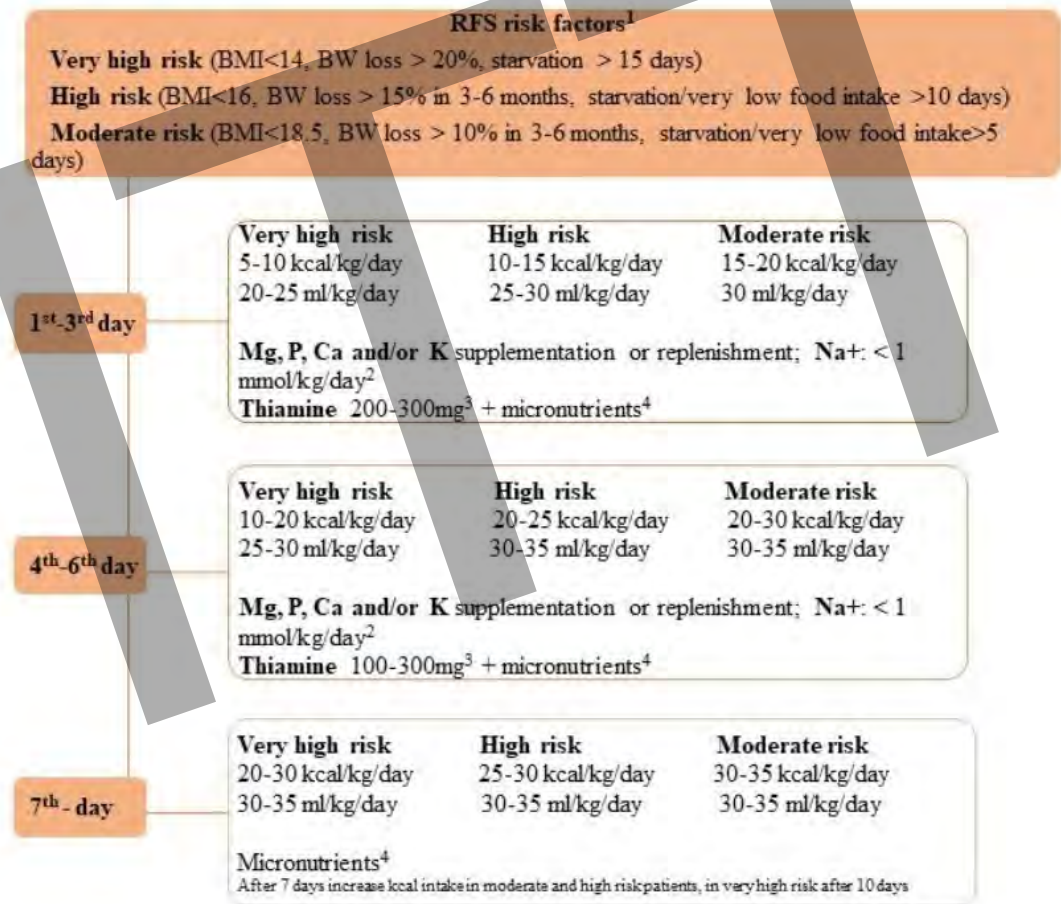 RFS risk factors¹
Very high risk (BMI<14, BW loss > 20%, starvation > 15 days)
High risk (BMI<16, BW loss > 15% in 3-6 months, starvation/very low food intake >10 days)
Moderate risk (BMI<18.5, BW loss > 10% in 3-6 months, starvation/very low food intake>5
days)
1st-3rd day
Very high risk High risk Moderate risk
5-10 kcal/kg/day 10-15 kcal/kg/day 15-20 kcal/kg/day
20-25 ml/kg/day 25-30 ml/kg/day 30 ml/kg/day
Mg, P, Ca and/or K supplementation or replenishment; Na+: < 1
mmol/kg/day²
Thiamine 200-300mg³ + micronutrients⁴
4th-6th day
Very high risk High risk Moderate risk
10-20 kcal/kg/day 20-25 kcal/kg/day 20-30 kcal/kg/day
25-30 ml/kg/day 30-35 ml/kg/day 30-35 ml/kg/day
Mg, P, Ca and/or K supplementation or replenishment; Na+: < 1
mmol/kg/day²
Thiamine 100-300mg³ + micronutrients⁴
7th - day
Very high risk High risk Moderate risk
20-30 kcal/kg/day 25-30 kcal/kg/day 30-35 kcal/kg/day
30-35 ml/kg/day 30-35 ml/kg/day 30-35 ml/kg/day
Micronutrients⁴
After 7 days increase kcal intake in moderate and high risk patients, in very high risk after 10 days